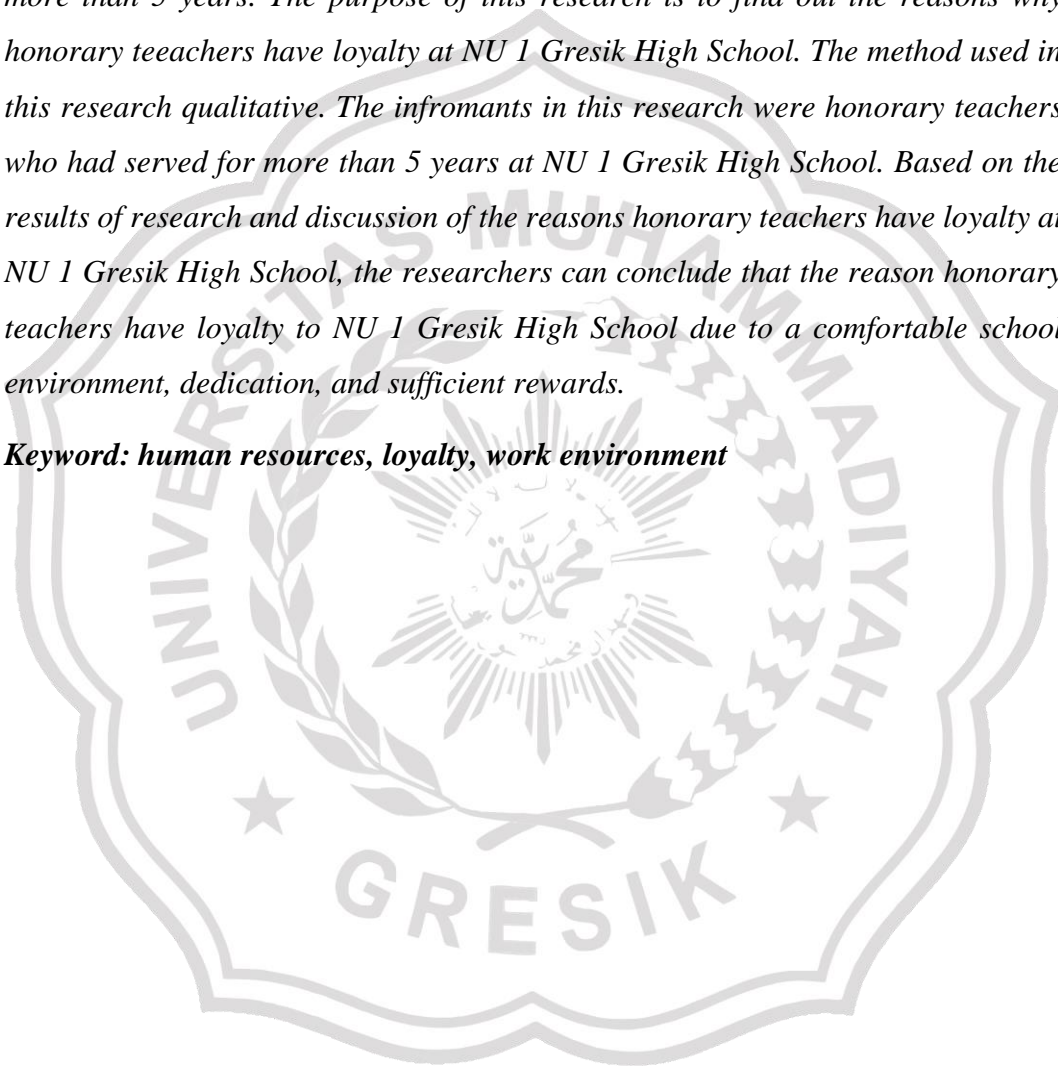 more than 5 years. The purpose of this research is to find out the reasons why
honorary teeachers have loyalty at NU 1 Gresik High School. The method used in
this research qualitative. The infromants in this research were honorary teachers
who had served for more than 5 years at NU 1 Gresik High School. Based on the
results of research and discussion of the reasons honorary teachers have loyalty at
NU 1 Gresik High School, the researchers can conclude that the reason honorary
teachers have loyalty to NU 1 Gresik High School due to a comfortable school
environment, dedication, and sufficient rewards.
Keyword: human resources, loyalty, work environment
UNIVERSITAS MUHAMMADIYAH
محمد
GRESIK